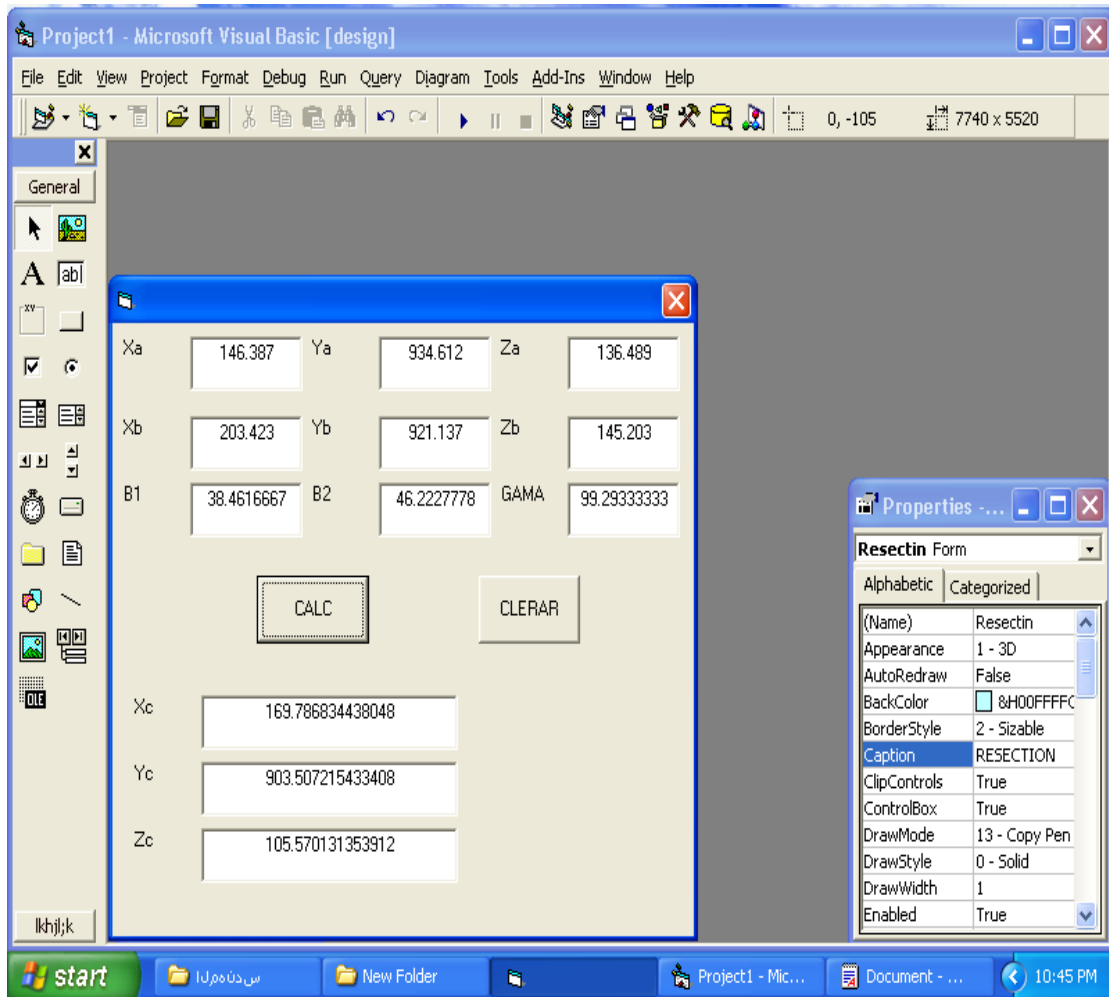 Project1 - Microsoft Visual Basic [design]
File Edit View Project Format Debug Run Query Diagram Tools Add-Ins Window Help
0, -105 7740 x 5520
General
A ab|
XY
OLE
lkhjl;k
Xa 146.387 Ya 934.612 Za 136.489
Xb 203.423 Yb 921.137 Zb 145.203
B1 38.4616667 B2 46.2227778 GAMA 99.29333333
CALC CLERAR
Xc 169.786834438048
Yc 903.507215433408
Zc 105.570131353912
Properties -...
Resectin Form
Alphabetic Categorized
(Name) Resectin
Appearance 1 - 3D
AutoRedraw False
BackColor &H00FFFFC
BorderStyle 2 - Sizable
Caption RESECTION
ClipControls True
ControlBox True
DrawMode 13 - Copy Pen
DrawStyle 0 - Solid
DrawWidth 1
Enabled True
start New Folder Project1 - Mic... Document - ... 10:45 PM